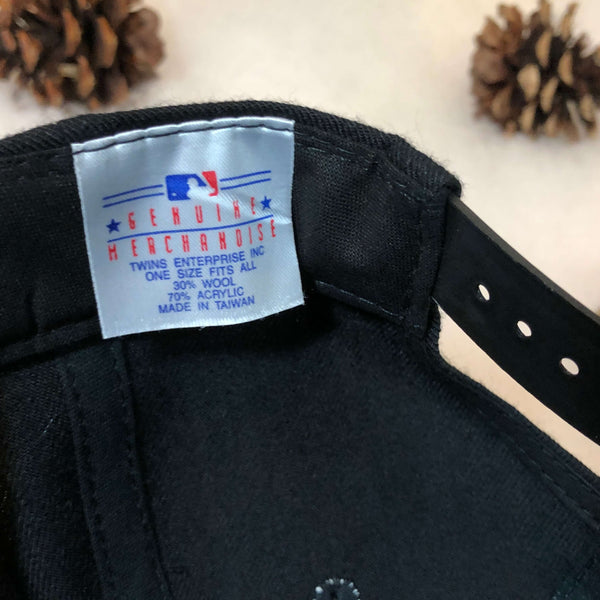 GENUINE
MERCHANDISE
TWINS ENTERPRISE INC
ONE SIZE FITS ALL
30% WOOL
70% ACRYLIC
MADE IN TAIWAN